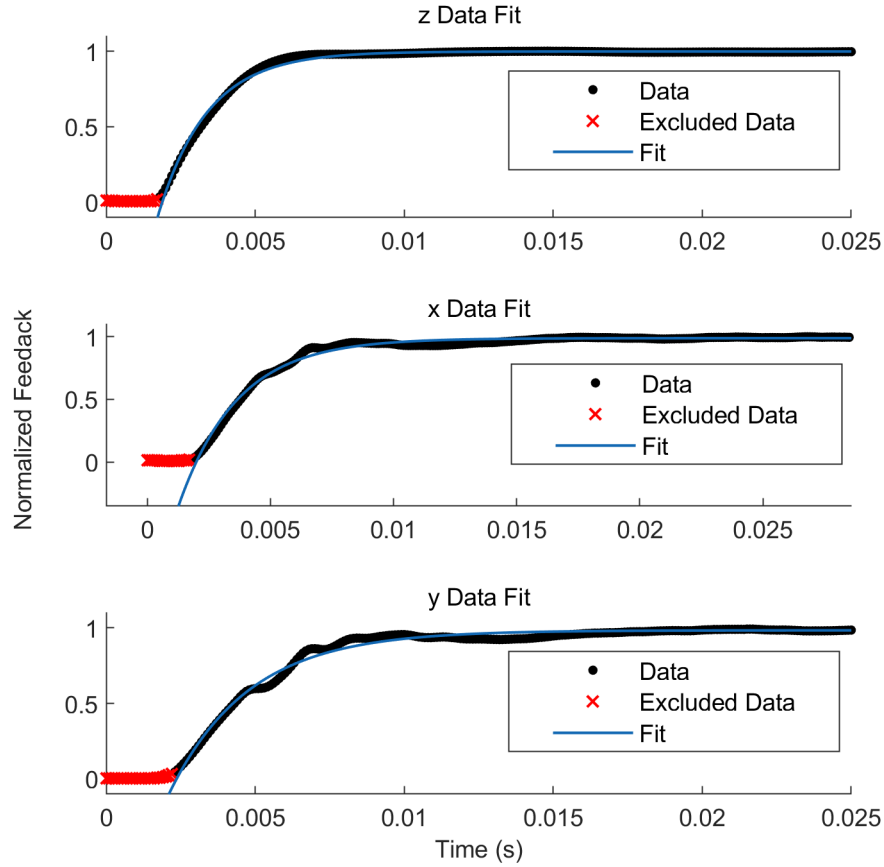 z Data Fit
1
0.5
0
Data
Excluded Data
Fit
0 0.005 0.01 0.015 0.02 0.025
x Data Fit
Normalized Feedack
1
0.5
0
Data
Excluded Data
Fit
0 0.005 0.01 0.015 0.02 0.025
y Data Fit
1
0.5
0
Data
Excluded Data
Fit
0 0.005 0.01 0.015 0.02 0.025
Time (s)